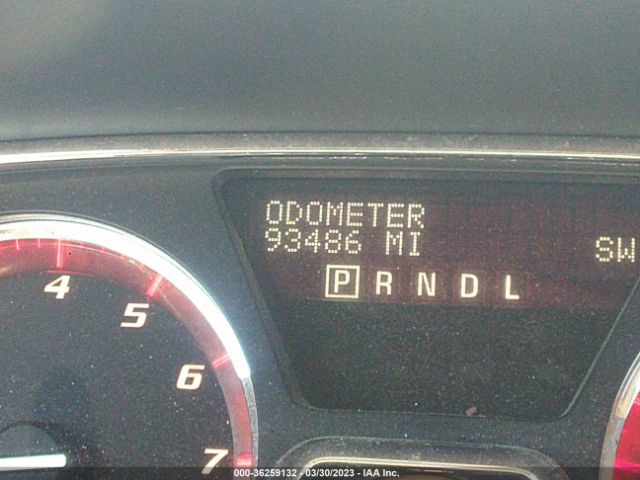 ODOMETER
93486 MI
SW
P R N D L
4
5
6
7
000-36259132 - 03/30/2023 - IAA Inc.